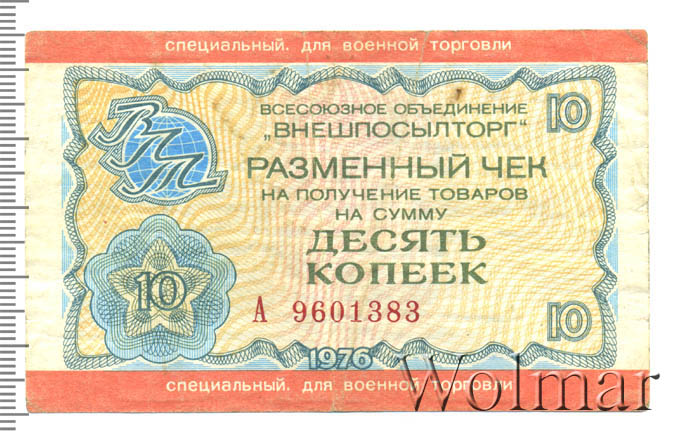 специальный. для военной торговли
ВСЕСОЮЗНОЕ ОБЪЕДИНЕНИЕ
„ВНЕШПОСЫЛТОРГ“
10
ВПТ
РАЗМЕННЫЙ ЧЕК
НА ПОЛУЧЕНИЕ ТОВАРОВ
НА СУММУ
ДЕСЯТЬ
КОПЕЕК
10
А 9601383
10
1976
специальный. для военной торговли
Wolmar